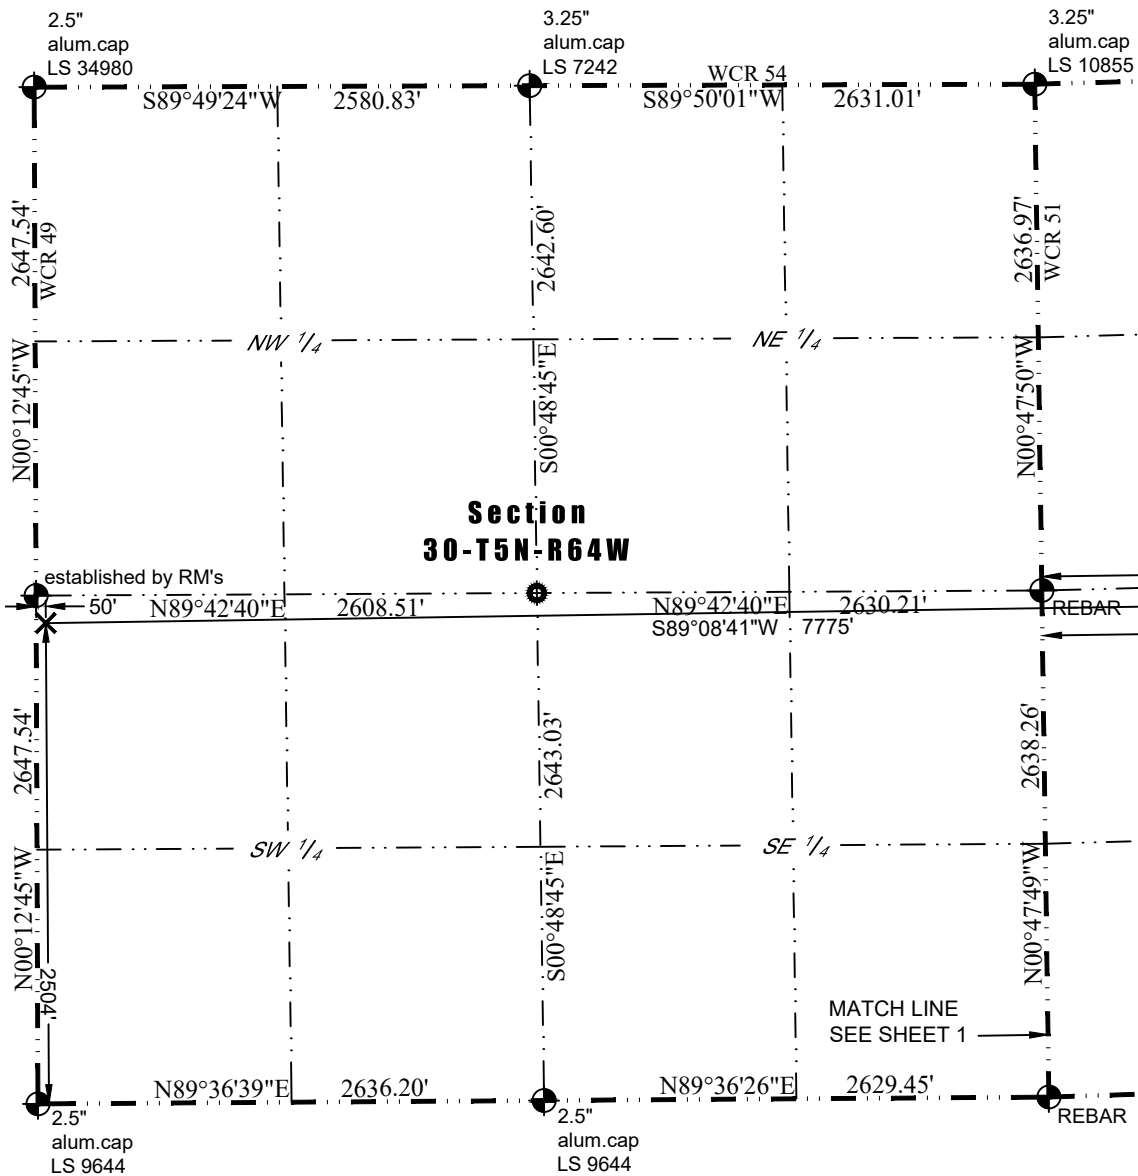 2.5"
alum.cap
LS 34980
3.25"
alum.cap
LS 7242
3.25"
alum.cap
LS 10855
WCR 54
S89°49'24"W 2580.83'
S89°50'01"W 2631.01'
2647.54'
WCR 49
N00°12'45"W
2642.60'
S00°48'45"E
2636.97'
WCR 51
N00°47'50"W
NW 1/4
NE 1/4
Section
30-T5N-R64W
established by RM's
50'
N89°42'40"E 2608.51'
N89°42'40"E 2630.21'
S89°08'41"W 7775'
REBAR
2647.54'
N00°12'45"W
2504'
2643.03'
S00°48'45"E
2638.26'
N00°47'49"W
SW 1/4
SE 1/4
MATCH LINE
SEE SHEET 1
N89°36'39"E 2636.20'
N89°36'26"E 2629.45'
2.5"
alum.cap
LS 9644
2.5"
alum.cap
LS 9644
REBAR